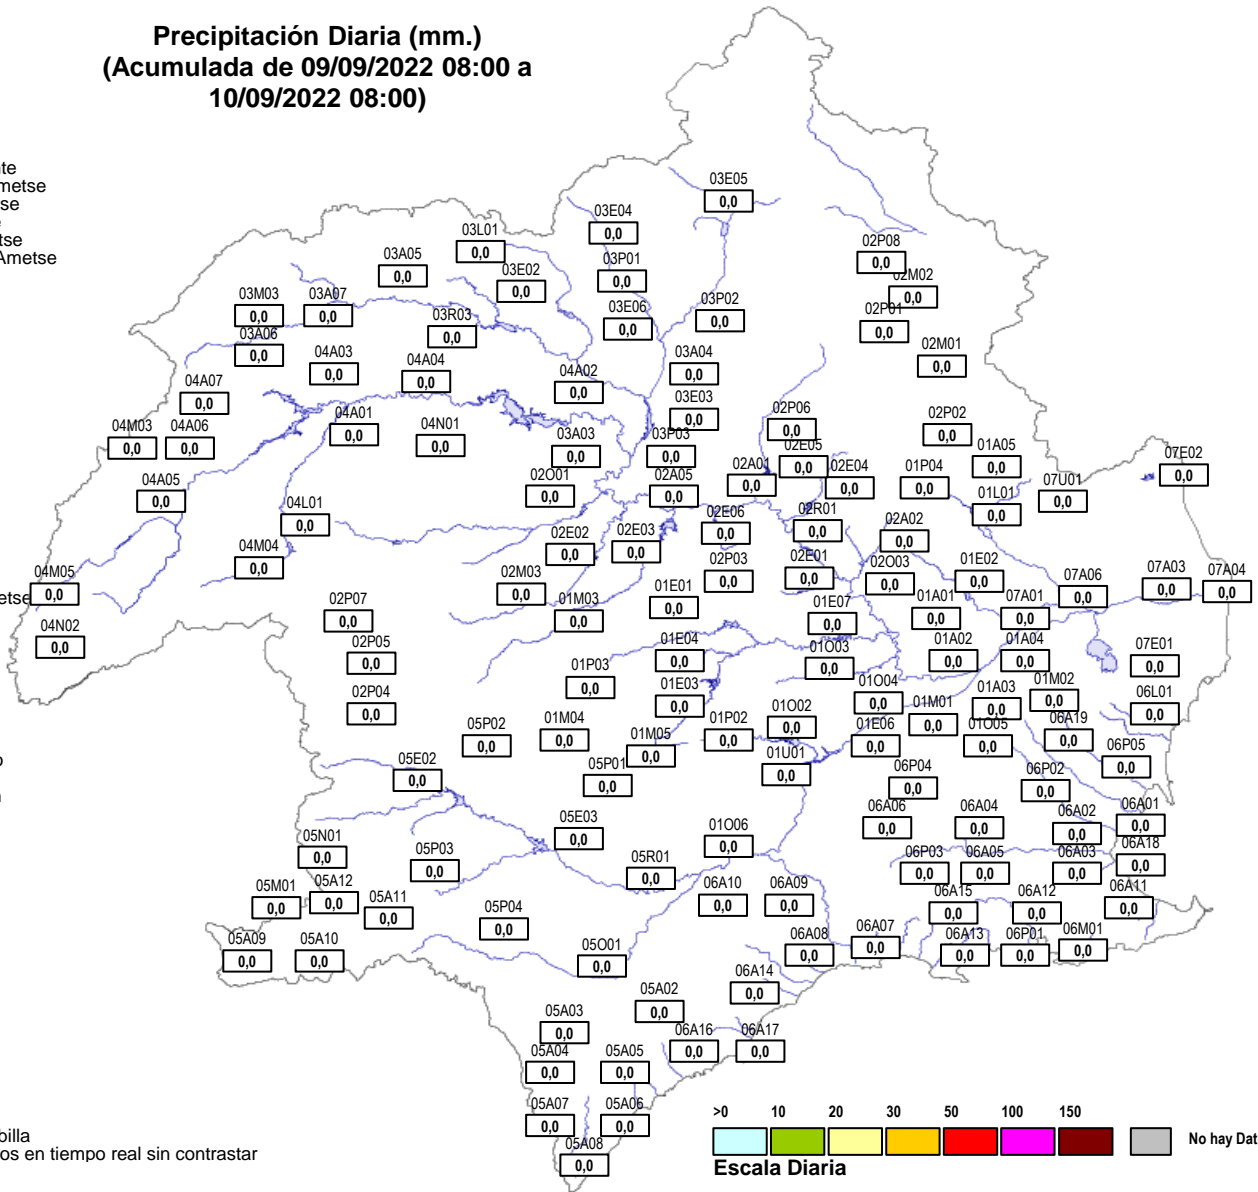 Precipitación Diaria (mm.)
(Acumulada de 09/09/2022 08:00 a
10/09/2022 08:00)
nte
metse
tse
e
tse
Ametse
03E05
0,0
03E04
0,0
03L01
0,0
02P08
0,0
03A05
0,0
03P01
0,0
03E02
0,0
02M02
0,0
03M03
0,0
03A07
0,0
03P02
0,0
03E06
0,0
02P01
0,0
03R03
0,0
03A06
0,0
02M01
0,0
04A03
0,0
03A04
0,0
04A04
0,0
04A02
0,0
04A07
0,0
03E03
0,0
04A01
0,0
02P06
0,0
02P02
0,0
04M03
0,0
04A06
0,0
04N01
0,0
03A03
0,0
03P03
0,0
02E05
0,0
01A05
0,0
07E02
0,0
02O01
0,0
02A05
0,0
02A01
0,0
02E04
0,0
01P04
0,0
04A05
0,0
07U01
0,0
01L01
0,0
04L01
0,0
02R01
0,0
02E06
0,0
02A02
0,0
02E02
0,0
02E03
0,0
04M04
0,0
02P03
0,0
02E01
0,0
02O03
0,0
01E02
0,0
07A03
0,0
07A04
0,0
04M05
0,0
etse
02M03
0,0
07A06
0,0
01E01
0,0
02P07
0,0
01M03
0,0
01E07
0,0
01A01
0,0
07A01
0,0
04N02
0,0
02P05
0,0
01E04
0,0
01O03
0,0
01A02
0,0
01A04
0,0
07E01
0,0
01P03
0,0
01E03
0,0
01O04
0,0
01A03
0,0
01M02
0,0
02P04
0,0
06L01
0,0
01M01
0,0
05P02
0,0
01M04
0,0
01P02
0,0
01O02
0,0
01E06
0,0
01O05
0,0
06A19
0,0
01M05
0,0
06P05
0,0
o
05E02
0,0
05P01
0,0
01U01
0,0
06P04
0,0
06P02
0,0
06A06
0,0
06A04
0,0
06A02
0,0
06A01
0,0
05E03
0,0
01O06
0,0
05N01
0,0
05P03
0,0
05R01
0,0
06P03
0,0
06A05
0,0
06A03
0,0
06A18
0,0
05M01
0,0
05A12
0,0
05A11
0,0
06A10
0,0
06A09
0,0
06A15
0,0
06A12
0,0
06A11
0,0
05P04
0,0
05A09
0,0
05A10
0,0
05O01
0,0
06A08
0,0
06A07
0,0
06A13
0,0
06P01
0,0
06M01
0,0
06A14
0,0
05A02
0,0
05A03
0,0
06A16
0,0
06A17
0,0
05A04
0,0
05A05
0,0
05A07
0,0
05A06
0,0
05A08
0,0
billa
os en tiempo real sin contrastar
>0 10 20 30 50 100 150
No hay Dat
Escala Diaria